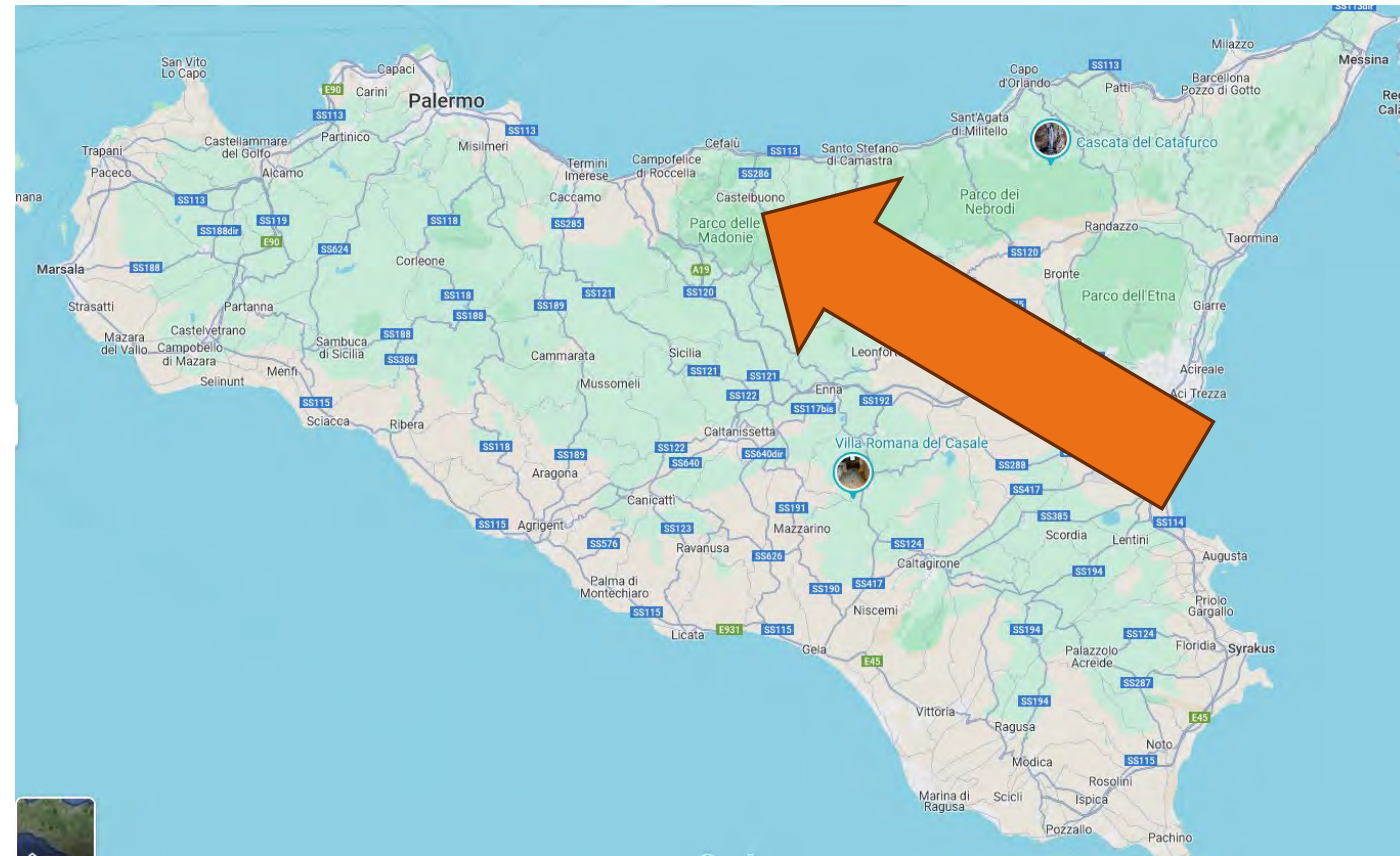 SS113dir
Milazzo
Messina
San Vito
Lo Capo
Capaci
Capo
d'Orlando
SS113
Patti
Barcellona
Pozzo di Gotto
E90
Carini
Palermo
SS113
Sant'Agata
di Militello
Cascata del Catafurco
Castellammare
del Golfo
Partinico
SS113
Misilmeri
Trapani
Paceco
Alcamo
Termini
Imerese
Campofelice
di Roccella
Cefalù
SS113
Santo Stefano
di Camastra
SS286
Castelbuono
Caccamo
Parco dei
Nebrodi
SS113
SS119
SS188dir
E90
SS118
SS285
Parco delle
Madonie
Randazzo
Taormina
SS624
Corleone
A19
SS120
Bronte
Marsala
SS188
SS118
SS121
SS120
Parco dell'Etna
Strasatti
Partanna
SS188
SS189
Giarre
Mazara
del Vallo
Castelvetrano
Campobello
di Mazara
Sambuca
di Sicilia
SS188
SS386
Cammarata
Sicilia
Selinunt
Menfi
SS121
SS121
Acireale
Aci Trezza
Mussomeli
SS122
Enna
SS115
SS117bis
SS192
Sciacca
Ribera
Caltanissetta
Villa Romana del Casale
SS118
SS189
SS122
SS640
SS640dir
SS288
Aragona
SS417
Canicattì
SS191
SS385
SS115
Agrigent
SS123
Mazzarino
SS114
Scordia
Lentini
SS576
Ravanusa
SS626
SS124
Caltagirone
Augusta
SS194
Palma di
Montechiaro
SS190
SS417
Niscemi
Priolo
Gargallo
SS115
Licata
E931
SS115
Gela
SS194
SS124
Floridia
Syrakus
Palazzolo
Acreide
E45
SS287
SS194
Vittoria
Ragusa
E45
Noto
Modica
SS115
Rosolini
Marina di
Ragusa
Scicli
Ispica
Pozzallo
Pachino